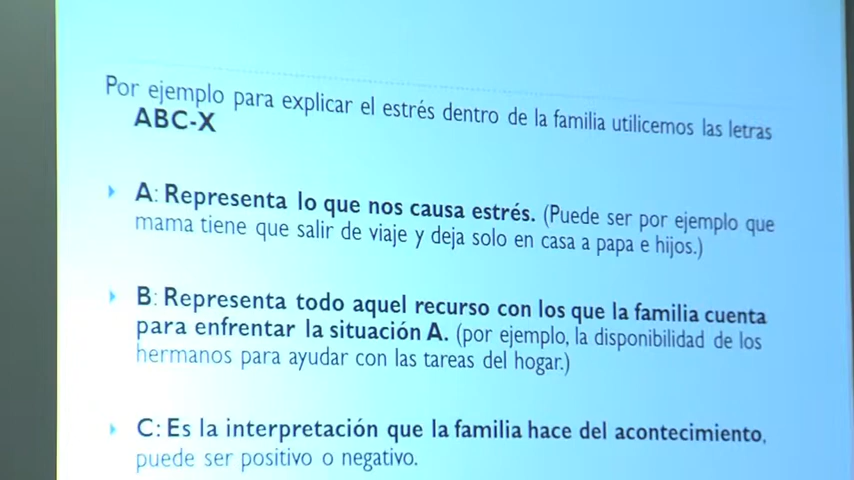 Por ejemplo para explicar el estrés dentro de la familia utilicemos las letras
ABC-X
A: Representa lo que nos causa estrés. (Puede ser por ejemplo que
mama tiene que salir de viaje y deja solo en casa a papa e hijos.)
B: Representa todo aquel recurso con los que la familia cuenta
para enfrentar la situación A. (por ejemplo, la disponibilidad de los
hermanos para ayudar con las tareas del hogar.)
C: Es la interpretación que la familia hace del acontecimiento,
puede ser positivo o negativo.